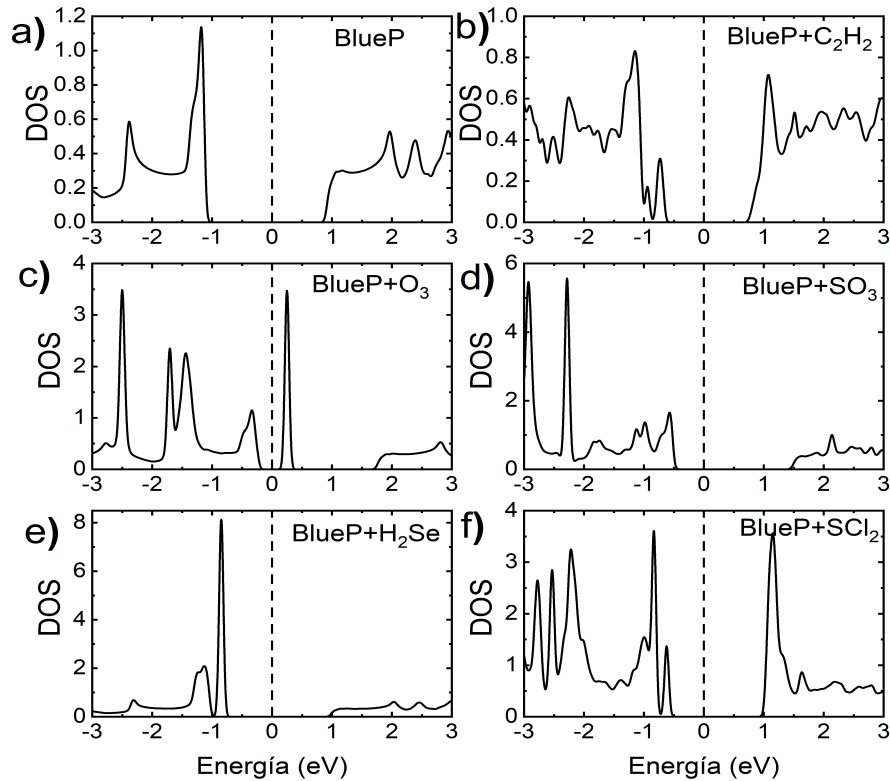 a)
BlueP
DOS
1.2
1.0
0.8
0.6
0.4
0.2
0.0
-3 -2 -1 0 1 2 3
b)
BlueP+C₂H₂
DOS
1.0
0.8
0.6
0.4
0.2
0.0
-3 -2 -1 0 1 2 3
c)
BlueP+O₃
DOS
4
3
2
1
0
-3 -2 -1 0 1 2 3
d)
BlueP+SO₃
DOS
6
4
2
0
-3 -2 -1 0 1 2 3
e)
BlueP+H₂Se
DOS
8
6
4
2
0
-3 -2 -1 0 1 2 3
Energía (eV)
f)
BlueP+SCl₂
DOS
4
3
2
1
0
-3 -2 -1 0 1 2 3
Energía (eV)